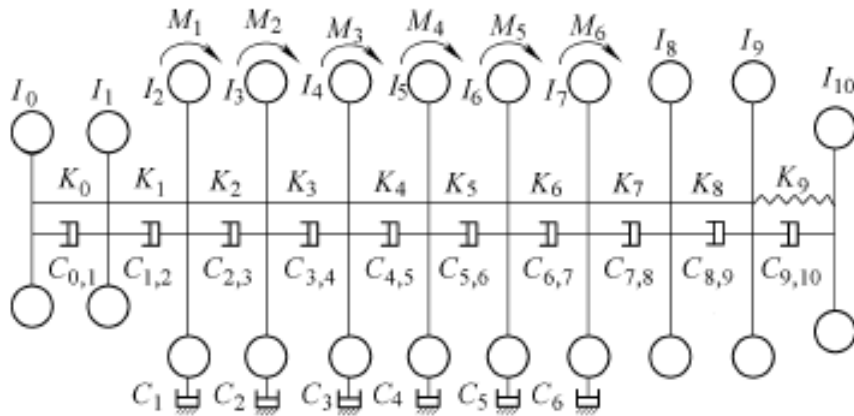 M₁ M₂ M₃ M₄ M₅ M₆
I₀ I₁ I₂ I₃ I₄ I₅ I₆ I₇ I₈ I₉ I₁₀
K₀ K₁ K₂ K₃ K₄ K₅ K₆ K₇ K₈ K₉
C₀,₁ C₁,₂ C₂,₃ C₃,₄ C₄,₅ C₅,₆ C₆,₇ C₇,₈ C₈,₉ C₉,₁₀
C₁ C₂ C₃ C₄ C₅ C₆